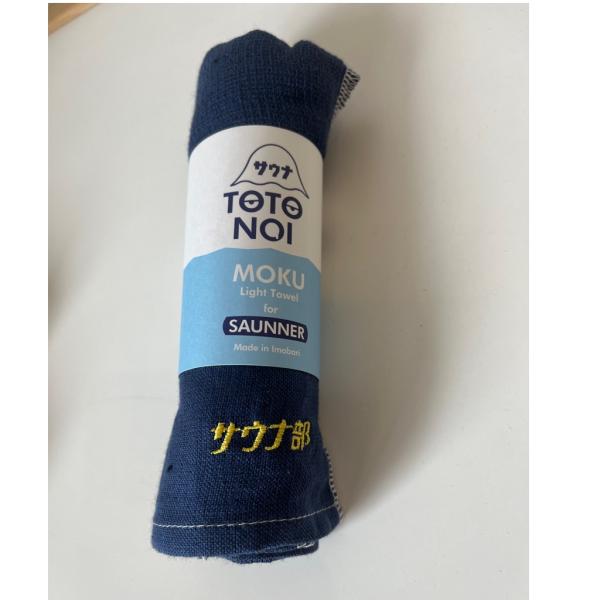 サウナ
TOTO
NOI
MOKU
Light Towel
for
SAUNNER
Made in Imabari
サウナ部